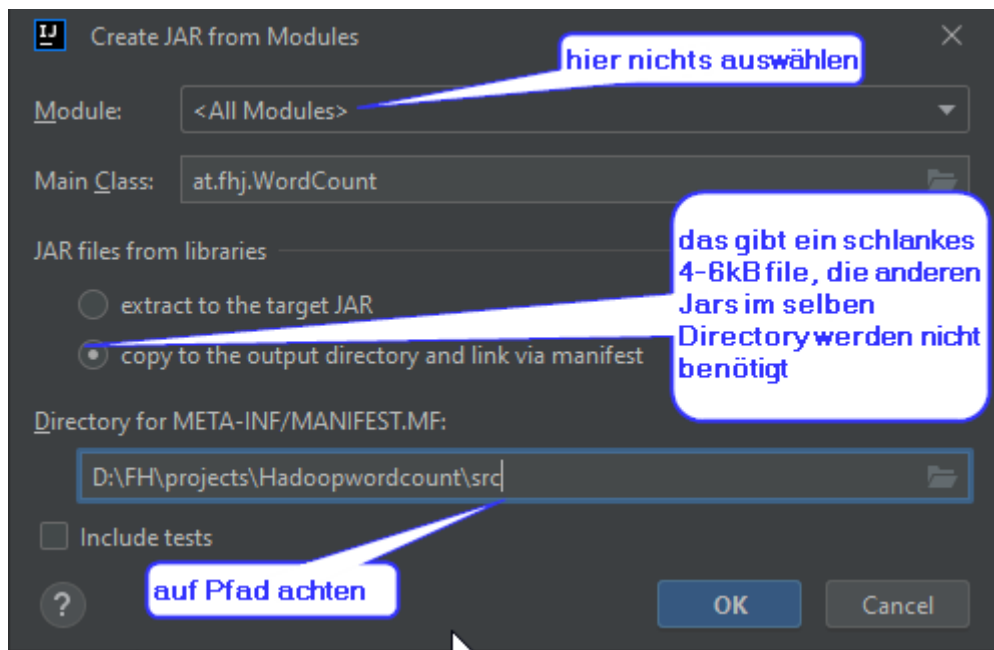 IJ
Create JAR from Modules
hier nichts auswählen
Module:
<All Modules>
Main Class:
at.fhj.WordCount
das gibt ein schlankes
4-6kB file, die anderen
Jars im selben
Directory werden nicht
benötigt
JAR files from libraries
extract to the target JAR
copy to the output directory and link via manifest
Directory for META-INF/MANIFEST.MF:
D:\FH\projects\Hadoopwordcount\src
Include tests
auf Pfad achten
?
OK
Cancel